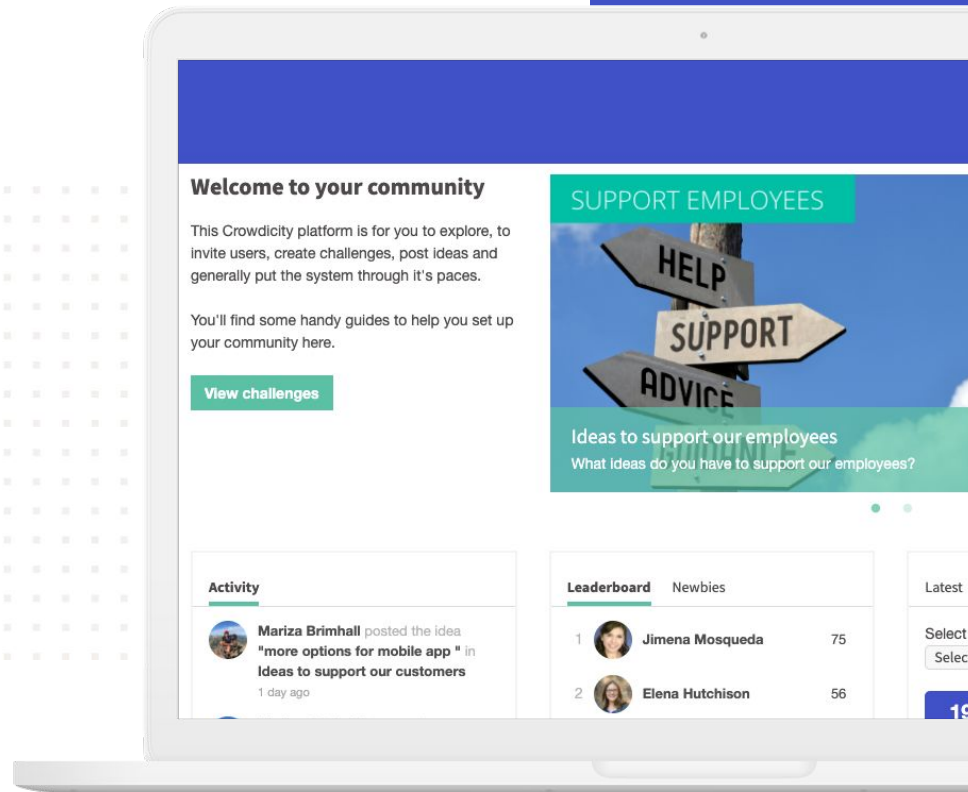 Welcome to your community
This Crowdicity platform is for you to explore, to
invite users, create challenges, post ideas and
generally put the system through it's paces.
You'll find some handy guides to help you set up
your community here.
View challenges
SUPPORT EMPLOYEES
HELP
SUPPORT
ADVICE
GUIDANCE
Ideas to support our employees
What ideas do you have to support our employees?
Activity
Mariza Brimhall posted the idea
"more options for mobile app " in
Ideas to support our customers
1 day ago
Leaderboard Newbies
1 Jimena Mosqueda 75
2 Elena Hutchison 56
Latest
Select
Selec
19